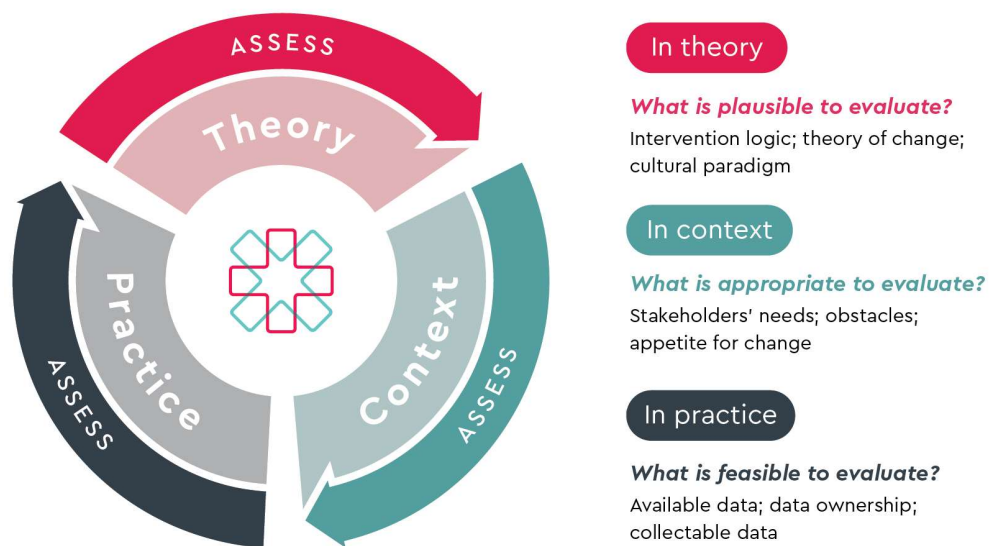 ASSESS
Theory
ASSESS
Context
ASSESS
Practice
In theory
What is plausible to evaluate?
Intervention logic; theory of change;
cultural paradigm
In context
What is appropriate to evaluate?
Stakeholders' needs; obstacles;
appetite for change
In practice
What is feasible to evaluate?
Available data; data ownership;
collectable data